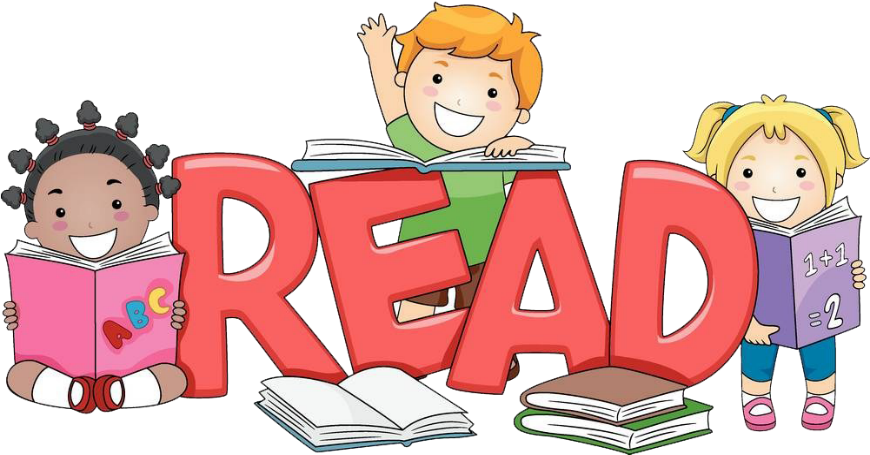 READ
ABC
1+1
=2